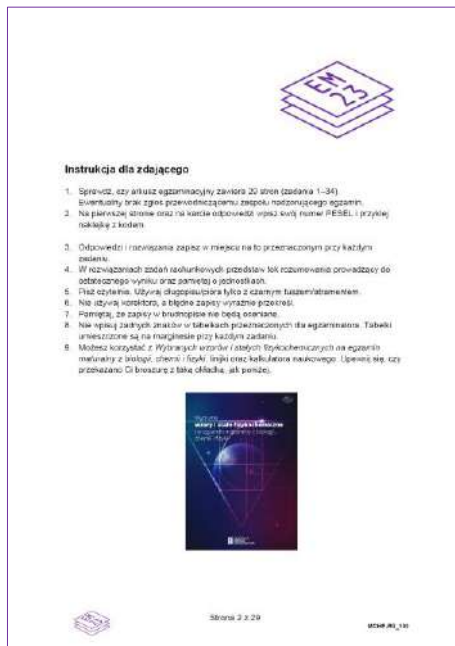 EM
23
Instrukcja dla zdającego
1. Sprawdź, czy arkusz egzaminacyjny zawiera 29 stron (zadania 1–34).
Ewentualny brak zgłoś przewodniczącemu zespołu nadzorującego egzamin.
2. Na pierwszej stronie oraz na karcie odpowiedzi wpisz swój numer PESEL i przyklej
naklejkę z kodem.
3. Odpowiedzi i rozwiązania zapisz w miejscu na to przeznaczonym przy każdym
zadaniu.
4. W rozwiązaniach zadań rachunkowych przedstaw tok rozumowania prowadzący do
ostatecznego wyniku oraz pamiętaj o jednostkach.
5. Pisz czytelnie. Używaj długopisu/pióra tylko z czarnym tuszem/atramentem.
6. Nie używaj korektora, a błędne zapisy wyraźnie przekreśl.
7. Pamiętaj, że zapisy w brudnopisie nie będą oceniane.
8. Nie wpisuj żadnych znaków w tabelkach przeznaczonych dla egzaminatora. Tabelki
umieszczone są na marginesie przy każdym zadaniu.
9. Możesz korzystać z Wybranych wzorów i stałych fizykochemicznych na egzamin
maturalny z biologii, chemii i fizyki, linijki oraz kalkulatora naukowego. Upewnij się, czy
przekazano Ci broszurę z taką okładką, jak poniżej.
wzory i stałe fizykochemiczne
Strona 2 z 29